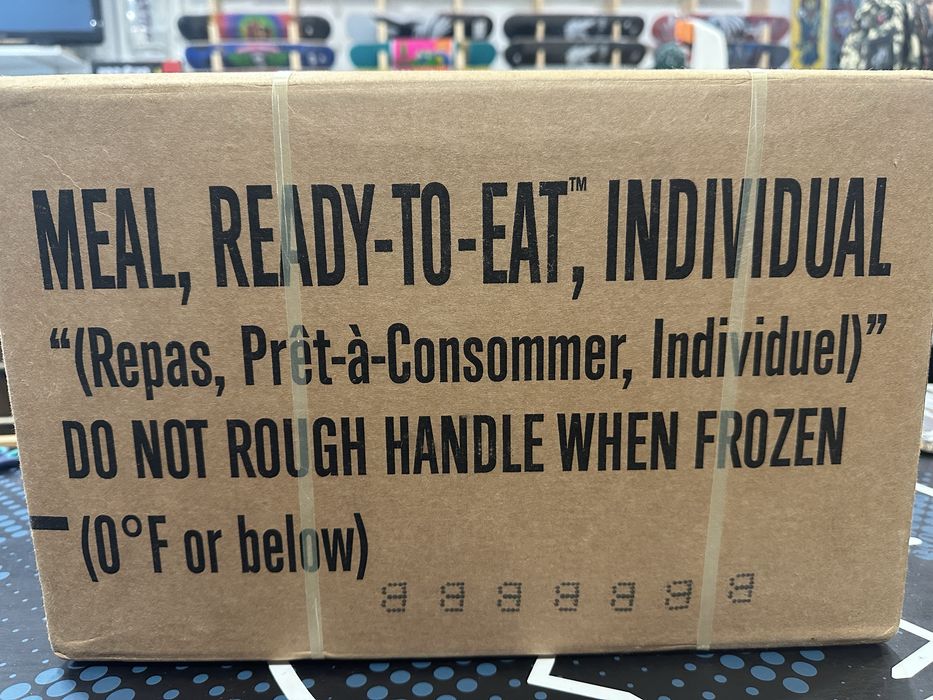 MEAL, READY-TO-EAT™, INDIVIDUAL
“(Repas, Prêt-à-Consommer, Individuel)”
DO NOT ROUGH HANDLE WHEN FROZEN
(0°F or below)